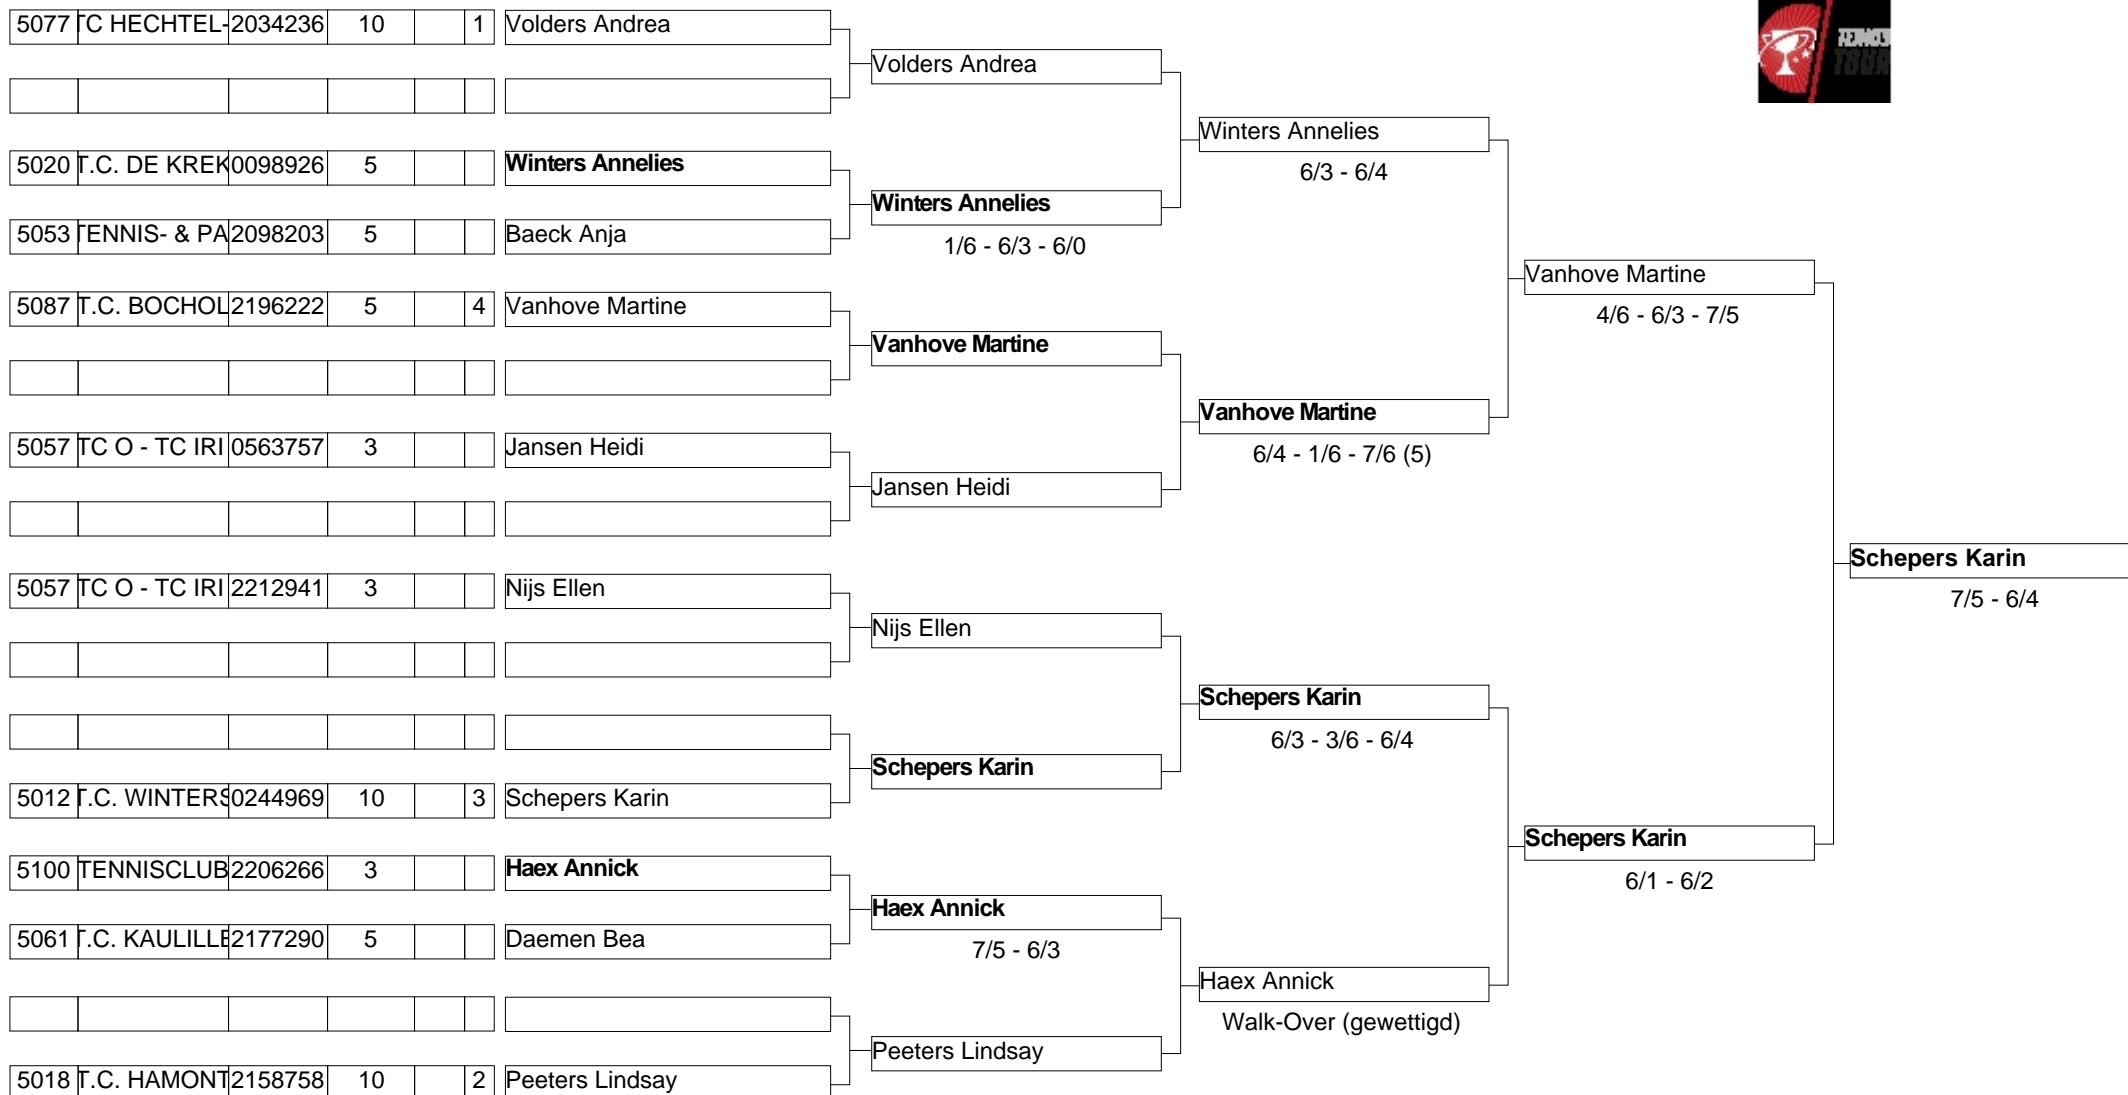 5077 TC HECHTEL- 2034236 10 1 Volders Andrea
Volders Andrea
Winters Annelies
6/3 - 6/4
5020 T.C. DE KREK 0098926 5 Winters Annelies
Winters Annelies
1/6 - 6/3 - 6/0
5053 TENNIS- & PA 2098203 5 Baeck Anja
Vanhove Martine
4/6 - 6/3 - 7/5
5087 T.C. BOCHOL 2196222 5 4 Vanhove Martine
Vanhove Martine
Vanhove Martine
6/4 - 1/6 - 7/6 (5)
5057 TC O - TC IRI 0563757 3 Jansen Heidi
Jansen Heidi
Schepers Karin
7/5 - 6/4
5057 TC O - TC IRI 2212941 3 Nijs Ellen
Nijs Ellen
Schepers Karin
6/3 - 3/6 - 6/4
Schepers Karin
5012 T.C. WINTERS 0244969 10 3 Schepers Karin
Schepers Karin
6/1 - 6/2
5100 TENNISCLUB 2206266 3 Haex Annick
Haex Annick
7/5 - 6/3
5061 T.C. KAULILLE 2177290 5 Daemen Bea
Haex Annick
Walk-Over (gewettigd)
Peeters Lindsay
5018 T.C. HAMONT 2158758 10 2 Peeters Lindsay